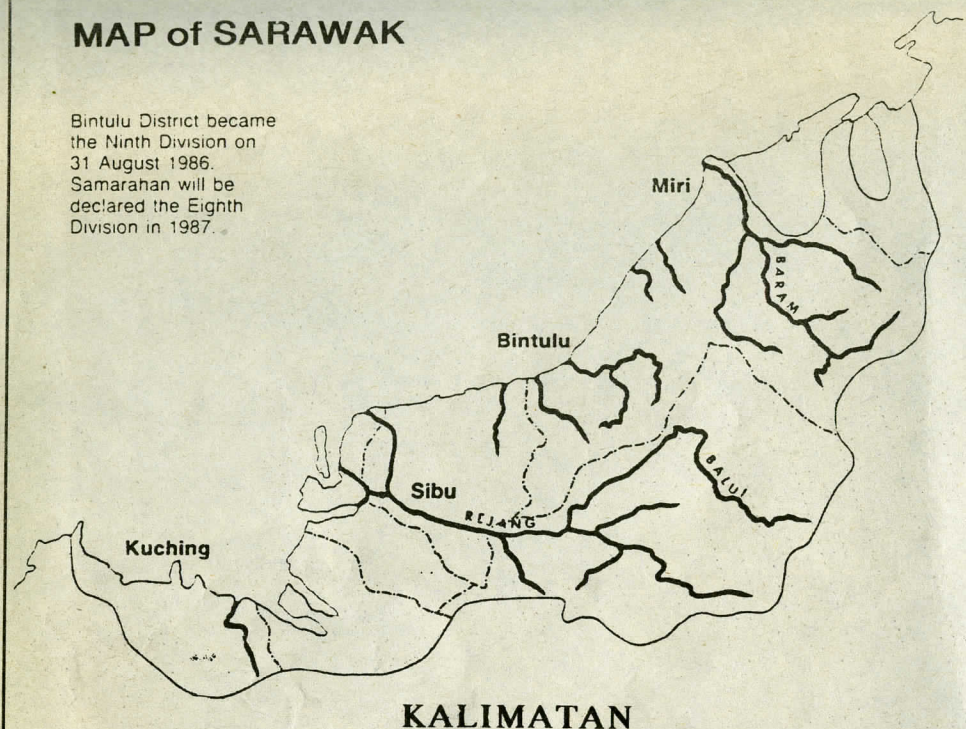 MAP of SARAWAK
Bintulu District became
the Ninth Division on
31 August 1986.
Samarahan will be
declared the Eighth
Division in 1987.
Miri
BARAM
Bintulu
BALUI
Sibu
REJANG
Kuching
KALIMATAN